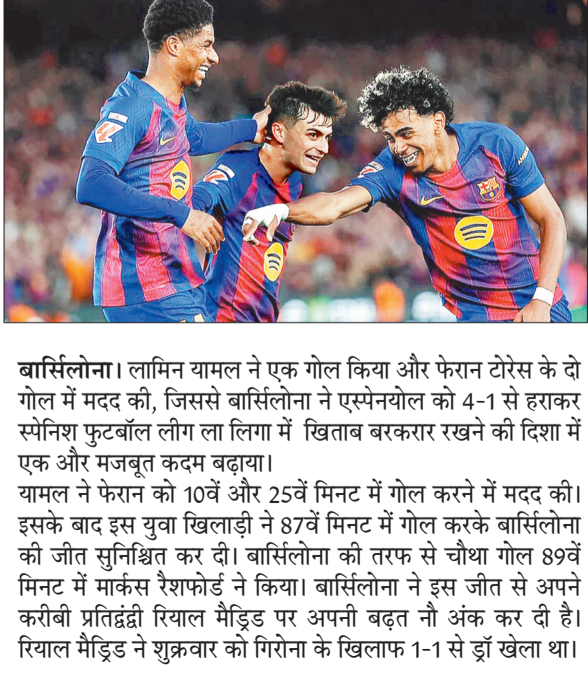 बार्सिलोना। लामिन यामल ने एक गोल किया और फेरान टोरेस के दो
गोल में मदद की, जिससे बार्सिलोना ने एस्पेनयोल को 4-1 से हराकर
स्पेनिश फुटबॉल लीग ला लिगा में खिताब बरकरार रखने की दिशा में
एक और मजबूत कदम बढ़ाया।
यामल ने फेरान को 10वें और 25वें मिनट में गोल करने में मदद की।
इसके बाद इस युवा खिलाड़ी ने 87वें मिनट में गोल करके बार्सिलोना
की जीत सुनिश्चित कर दी। बार्सिलोना की तरफ से चौथा गोल 89वें
मिनट में मार्कस रैशफोर्ड ने किया। बार्सिलोना ने इस जीत से अपने
करीबी प्रतिद्वंद्वी रियाल मैड्रिड पर अपनी बढ़त नौ अंक कर दी है।
रियाल मैड्रिड ने शुक्रवार को गिरोना के खिलाफ 1-1 से ड्रॉ खेला था।